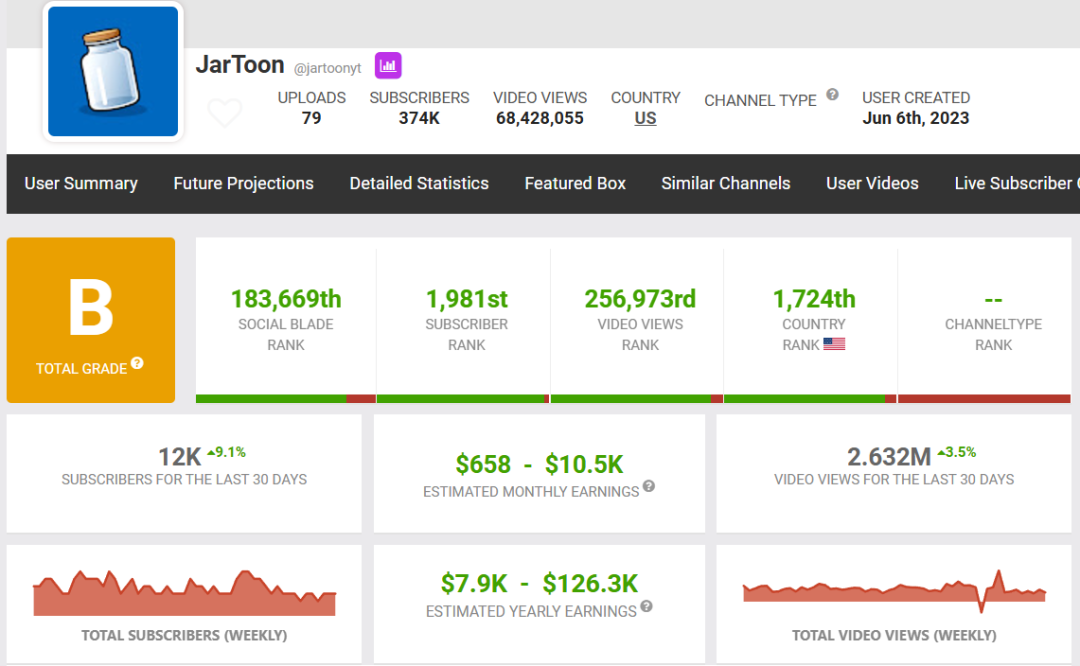 JarToon @jartoonyt
UPLOADS
79
SUBSCRIBERS
374K
VIDEO VIEWS
68,428,055
COUNTRY
US
CHANNEL TYPE ?
USER CREATED
Jun 6th, 2023
User Summary
Future Projections
Detailed Statistics
Featured Box
Similar Channels
User Videos
Live Subscriber
B
TOTAL GRADE ?
183,669th
SOCIAL BLADE
RANK
1,981st
SUBSCRIBER
RANK
256,973rd
VIDEO VIEWS
RANK
1,724th
COUNTRY
RANK
--
CHANNELTYPE
RANK
12K 9.1%
SUBSCRIBERS FOR THE LAST 30 DAYS
$658 - $10.5K
ESTIMATED MONTHLY EARNINGS ?
2.632M 3.5%
VIDEO VIEWS FOR THE LAST 30 DAYS
TOTAL SUBSCRIBERS (WEEKLY)
$7.9K - $126.3K
ESTIMATED YEARLY EARNINGS ?
TOTAL VIDEO VIEWS (WEEKLY)